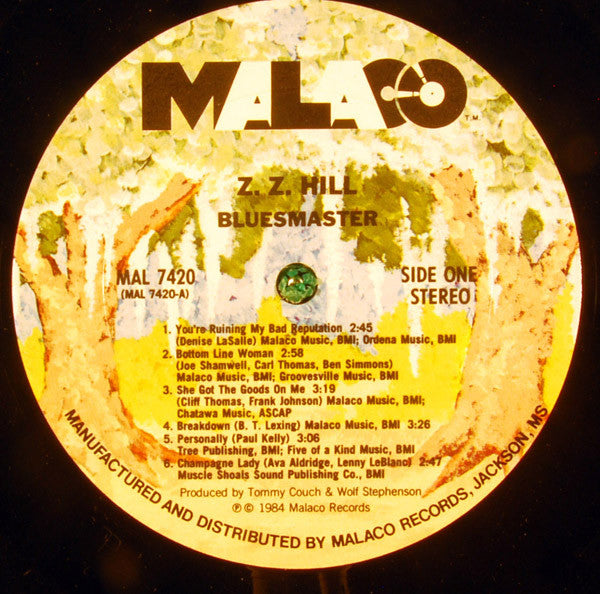 MALACO
T.M.
Z. Z. HILL
BLUESMASTER
MAL 7420
(MAL 7420-A)
SIDE ONE
STEREO
1. You're Ruining My Bad Reputation 2:45
(Denise LaSalle) Malaco Music, BMI; Ordena Music, BMI
2. Bottom Line Woman 2:58
(Joe Shamwell, Carl Thomas, Ben Simmons)
Malaco Music, BMI; Groovesville Music, BMI
3. She Got The Goods On Me 3:19
(Cliff Thomas, Frank Johnson) Malaco Music, BMI;
Chatawa Music, ASCAP
4. Breakdown (B. T. Lexing) Malaco Music, BMI 3:26
5. Personally (Paul Kelly) 3:06
Tree Publishing, BMI; Five of a Kind Music, BMI
6. Champagne Lady (Ava Aldridge, Lenny LeBlanc) 2:47
Muscle Shoals Sound Publishing Co., BMI
Produced by Tommy Couch & Wolf Stephenson
℗ © 1984 Malaco Records
MANUFACTURED AND DISTRIBUTED BY MALACO RECORDS, JACKSON, MS